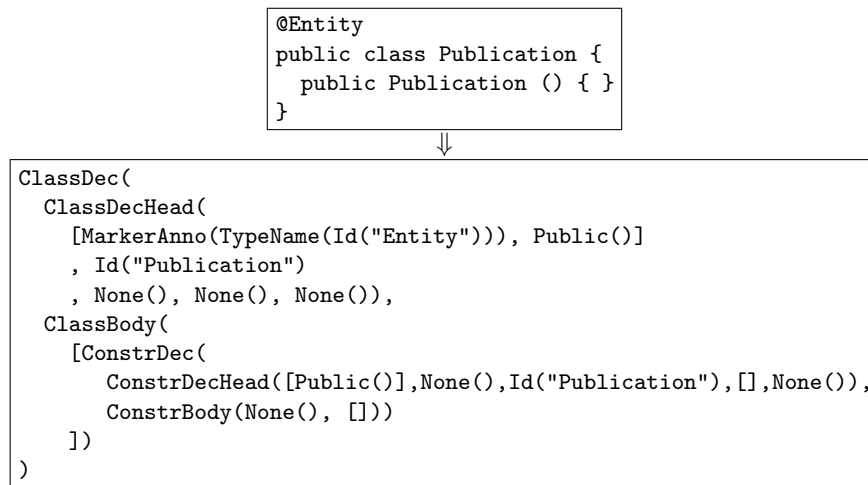 @Entity
public class Publication {
  public Publication () { }
}
⇓
ClassDec(
  ClassDecHead(
    [MarkerAnno(TypeName(Id("Entity"))), Public()]
    , Id("Publication")
    , None(), None(), None()),
  ClassBody(
    [ConstrDec(
       ConstrDecHead([Public()],None(),Id("Publication"),[],None()),
       ConstrBody(None(), []))
    ])
)